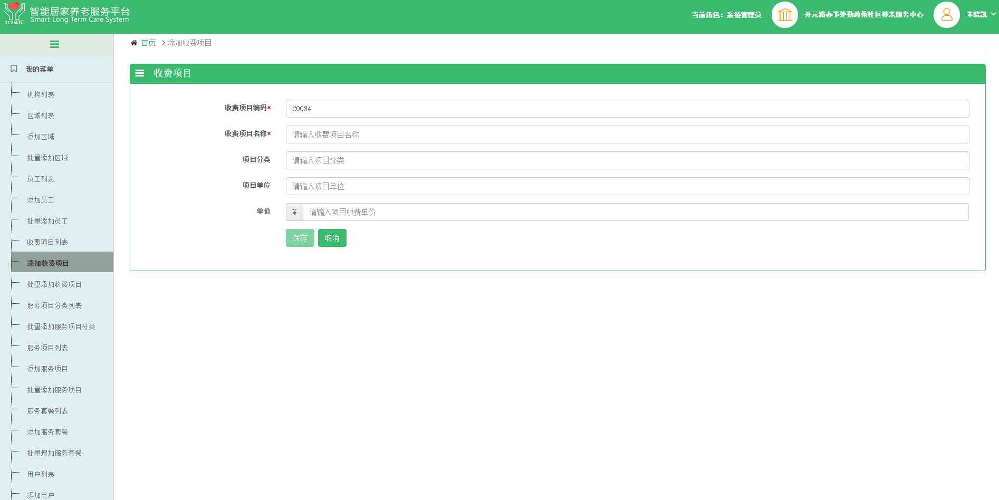 智能居家养老服务平台
Smart Long Term Care System
212SLTC
当前角色：系统管理员
开元路办事处勤政苑社区养老服务中心
朱晓凯
首页
添加收费项目
我的菜单
机构列表
区域列表
添加区域
批量添加区域
员工列表
添加员工
批量添加员工
收费项目列表
添加收费项目
批量添加收费项目
服务项目分类列表
批量添加服务项目分类
服务项目列表
添加服务项目
批量添加服务项目
服务套餐列表
添加服务套餐
批量增加服务套餐
用户列表
添加用户
收费项目
收费项目编码* C0034
收费项目名称* 请输入收费项目名称
项目分类 请输入项目分类
项目单位 请输入项目单位
单价 ¥ 请输入项目收费单价
保存 取消